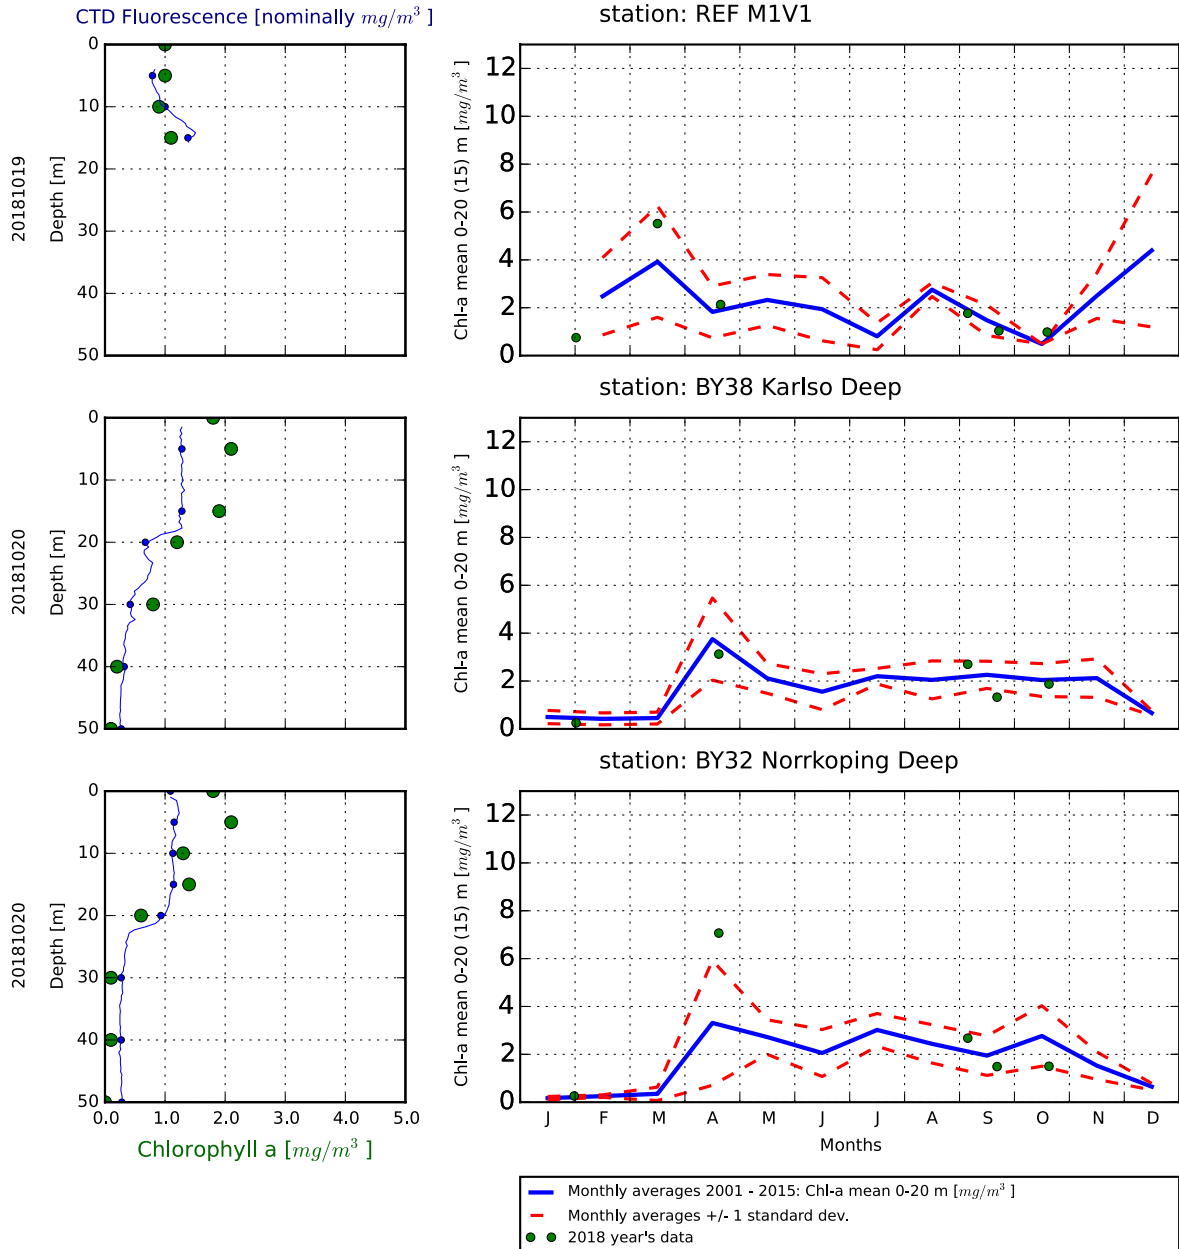 CTD Fluorescence [nominally mg/m³ ]
station: REF M1V1
20181019
Depth [m]
0
10
20
30
40
50
Chl-a mean 0-20 (15) m [mg/m³ ]
12
10
8
6
4
2
0
station: BY38 Karlso Deep
20181020
Depth [m]
0
10
20
30
40
50
Chl-a mean 0-20 m [mg/m³ ]
12
10
8
6
4
2
0
station: BY32 Norrkoping Deep
20181020
Depth [m]
0
10
20
30
40
50
0.0 1.0 2.0 3.0 4.0 5.0
Chlorophyll a [mg/m³ ]
Chl-a mean 0-20 (15) m [mg/m³ ]
12
10
8
6
4
2
0
J F M A M J J A S O N D
Months
Monthly averages 2001 - 2015: Chl-a mean 0-20 m [mg/m³ ]
Monthly averages +/- 1 standard dev.
2018 year's data